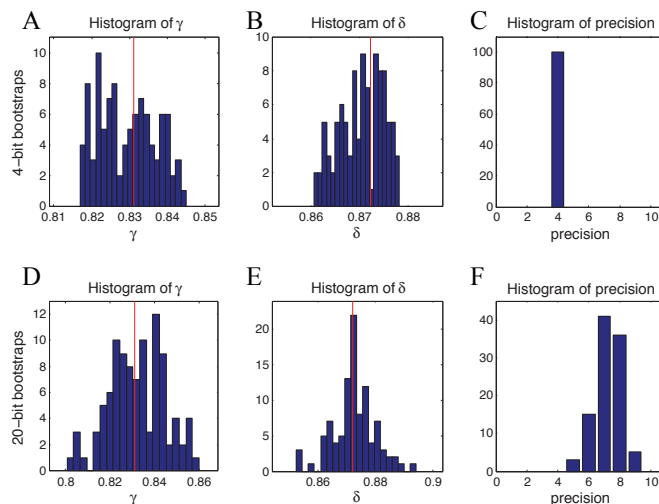 A
Histogram of γ
4−bit bootstraps
10
8
6
4
2
0
0.81 0.82 0.83 0.84 0.85
γ
B
Histogram of δ
10
8
6
4
2
0
0.86 0.87 0.88
δ
C
Histogram of precision
100
80
60
40
20
0
0 2 4 6 8 10
precision
D
Histogram of γ
20−bit bootstraps
12
10
8
6
4
2
0
0.8 0.82 0.84 0.86
γ
E
Histogram of δ
20
15
10
5
0
0.86 0.88 0.9
δ
F
Histogram of precision
40
30
20
10
0
0 2 4 6 8 10
precision